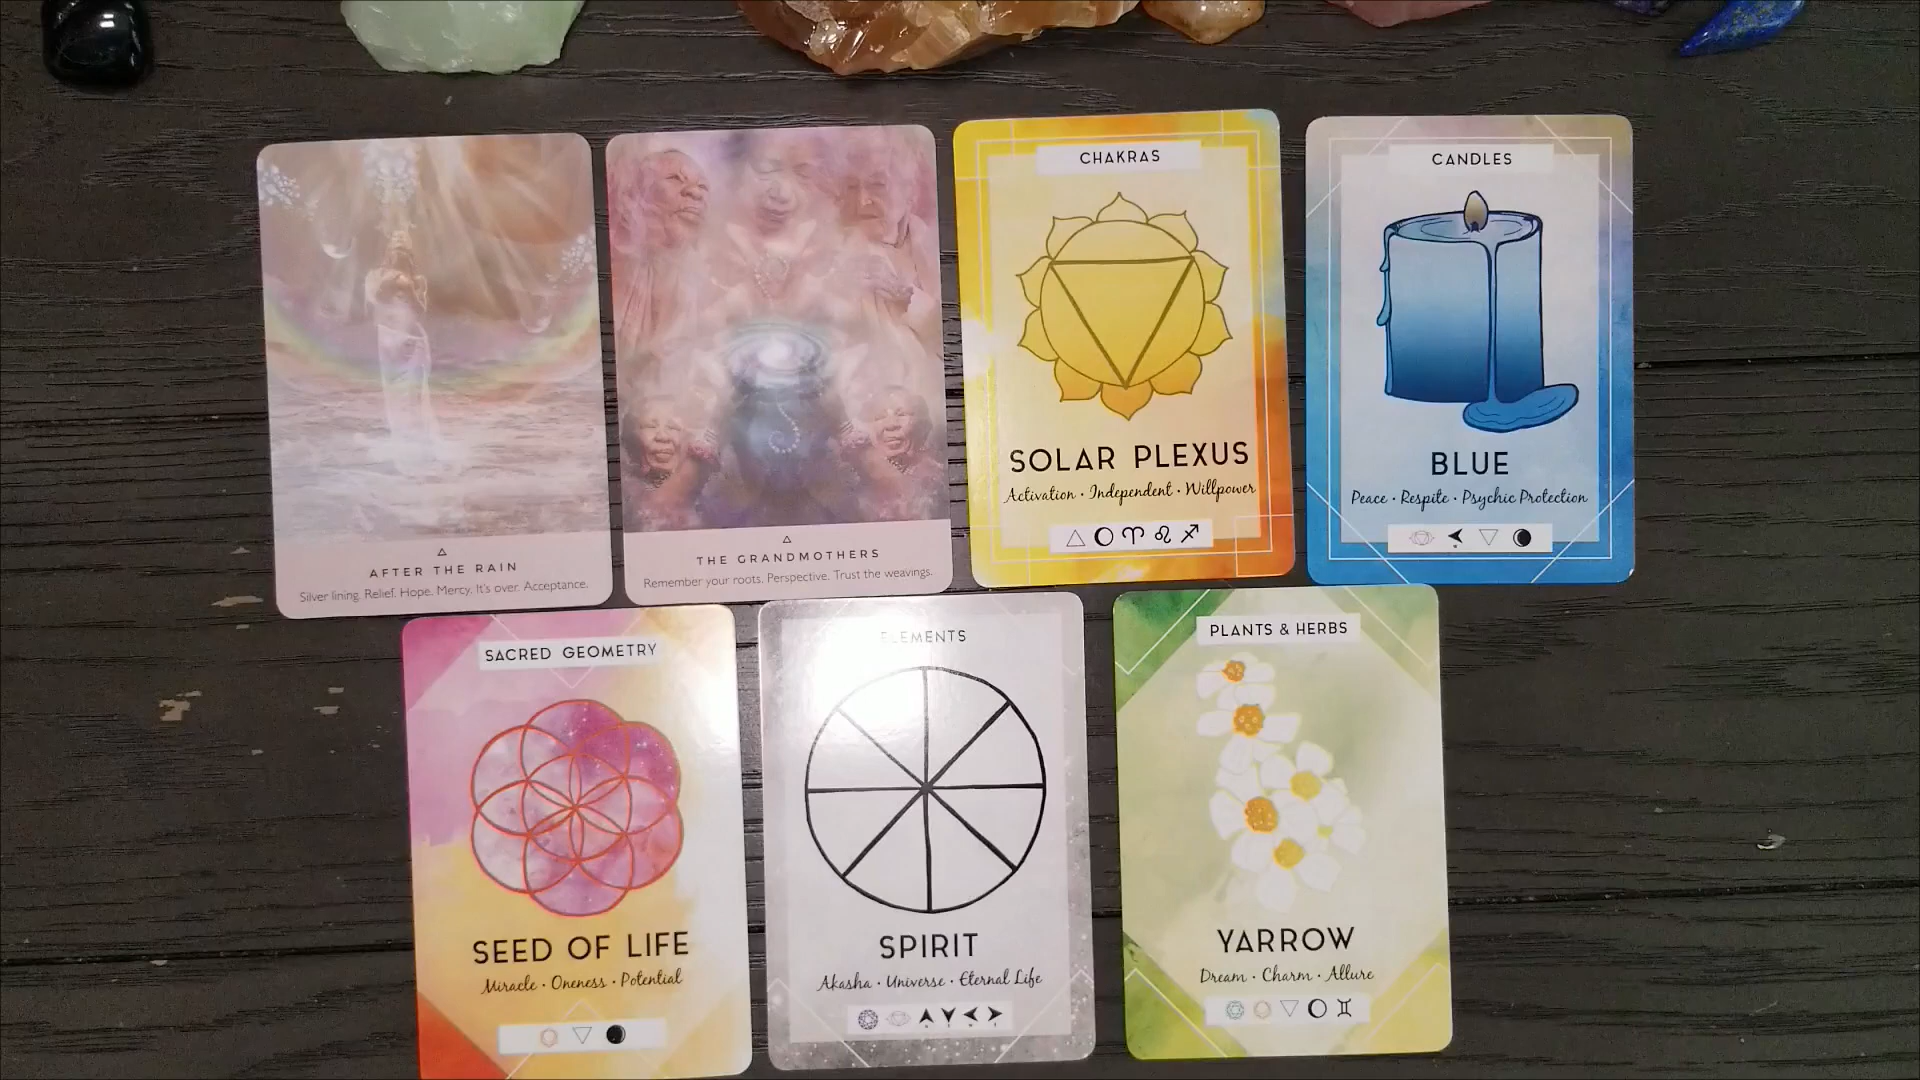 AFTER THE RAIN
Silver lining. Relief. Hope. Mercy. It's over. Acceptance.
THE GRANDMOTHERS
Remember your roots. Perspective. Trust the weavings.
CHAKRAS
SOLAR PLEXUS
Activation · Independent · Willpower
CANDLES
BLUE
Peace · Respite · Psychic Protection
SACRED GEOMETRY
SEED OF LIFE
Miracle · Oneness · Potential
ELEMENTS
SPIRIT
Akasha · Universe · Eternal Life
PLANTS & HERBS
YARROW
Dream · Charm · Allure